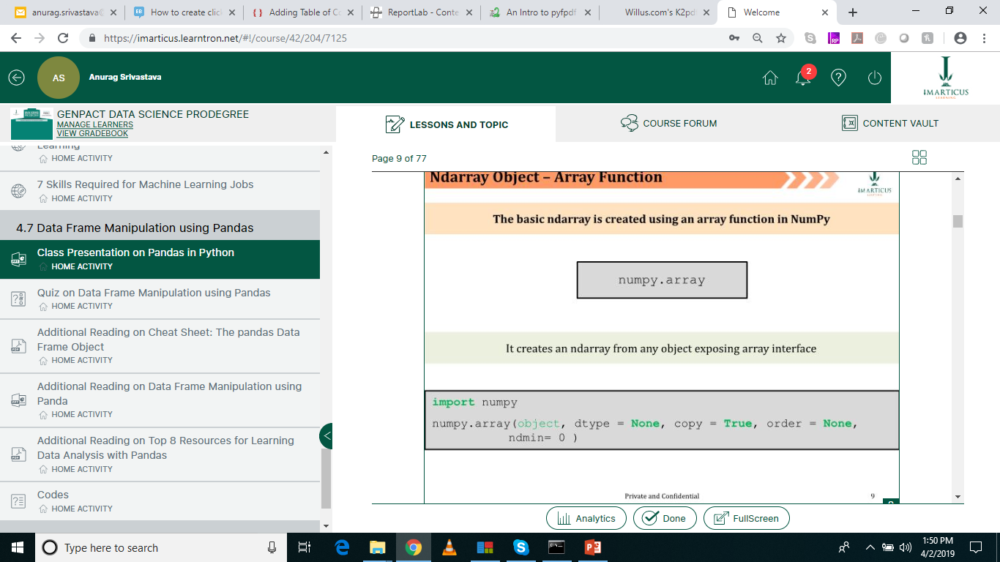 anurag.srivastava@
How to create clic
Adding Table of Co
ReportLab - Conte
An Intro to pyfpdf
Willus.com's K2pd
Welcome
https://imarticus.learntron.net/#!/course/42/204/7125
AS
Anurag Srivastava
2
IMARTICUS
LEARNING
GENPACT DATA SCIENCE PRODEGREE
MANAGE LEARNERS
VIEW GRADEBOOK
LESSONS AND TOPIC
COURSE FORUM
CONTENT VAULT
Learning
HOME ACTIVITY
7 Skills Required for Machine Learning Jobs
HOME ACTIVITY
4.7 Data Frame Manipulation using Pandas
Class Presentation on Pandas in Python
HOME ACTIVITY
Quiz on Data Frame Manipulation using Pandas
HOME ACTIVITY
Additional Reading on Cheat Sheet: The pandas Data
Frame Object
HOME ACTIVITY
Additional Reading on Data Frame Manipulation using
Panda
HOME ACTIVITY
Additional Reading on Top 8 Resources for Learning
Data Analysis with Pandas
HOME ACTIVITY
Codes
HOME ACTIVITY
Page 9 of 77
Ndarray Object – Array Function
IMARTICUS
LEARNING
The basic ndarray is created using an array function in NumPy
numpy.array
It creates an ndarray from any object exposing array interface
import numpy
numpy.array(object, dtype = None, copy = True, order = None,
ndmin= 0 )
Private and Confidential
9
Analytics
Done
FullScreen
Type here to search
1:50 PM
4/2/2019